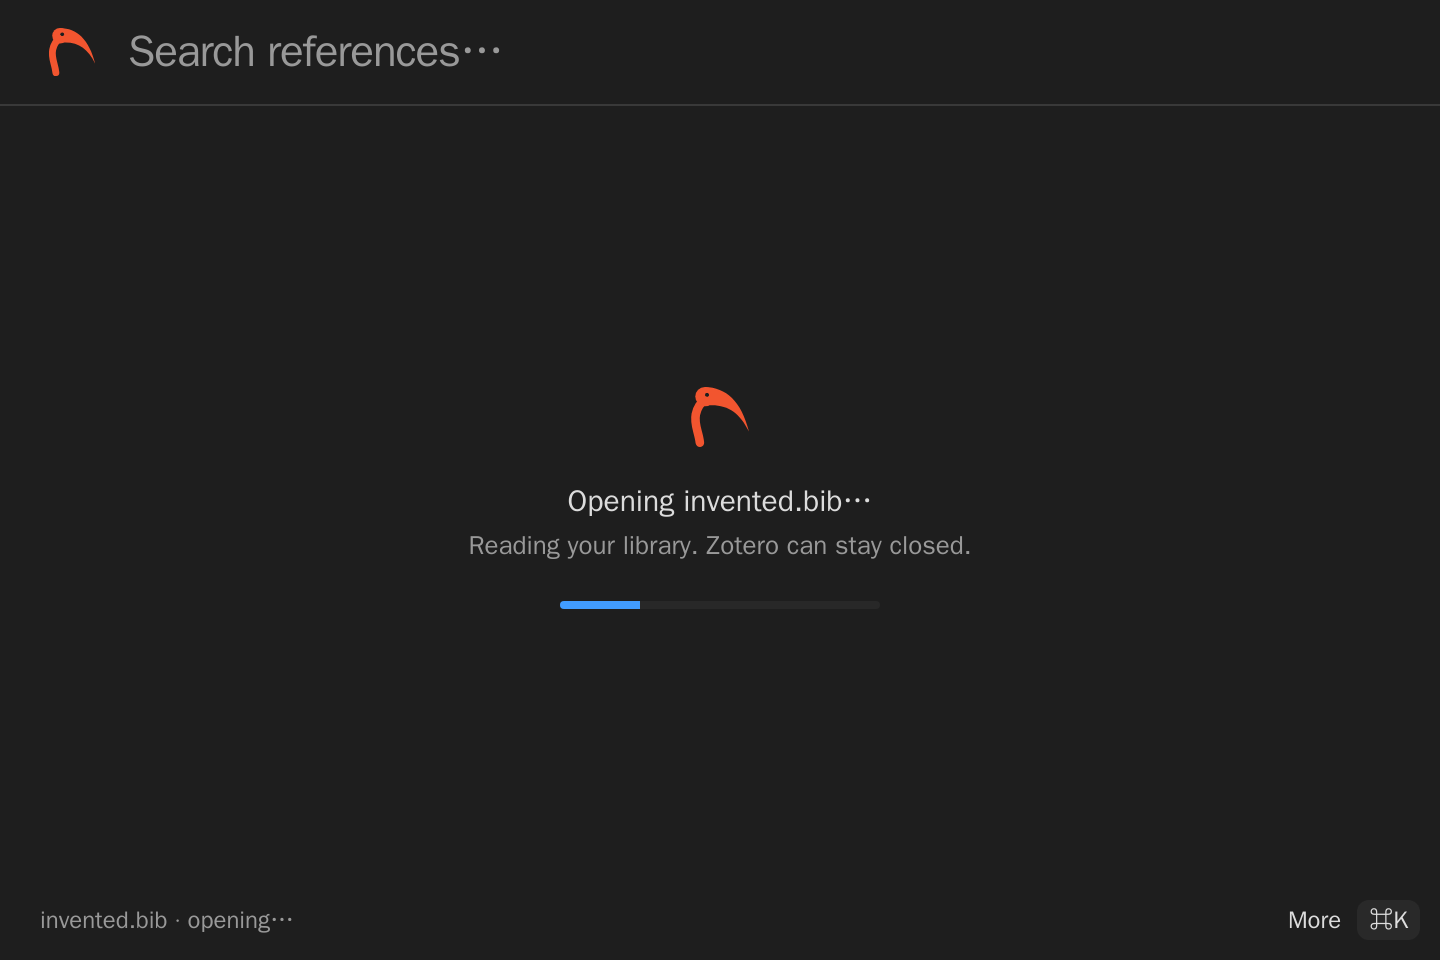 Search references…
Opening invented.bib…
Reading your library. Zotero can stay closed.
invented.bib · opening…
More ⌘K